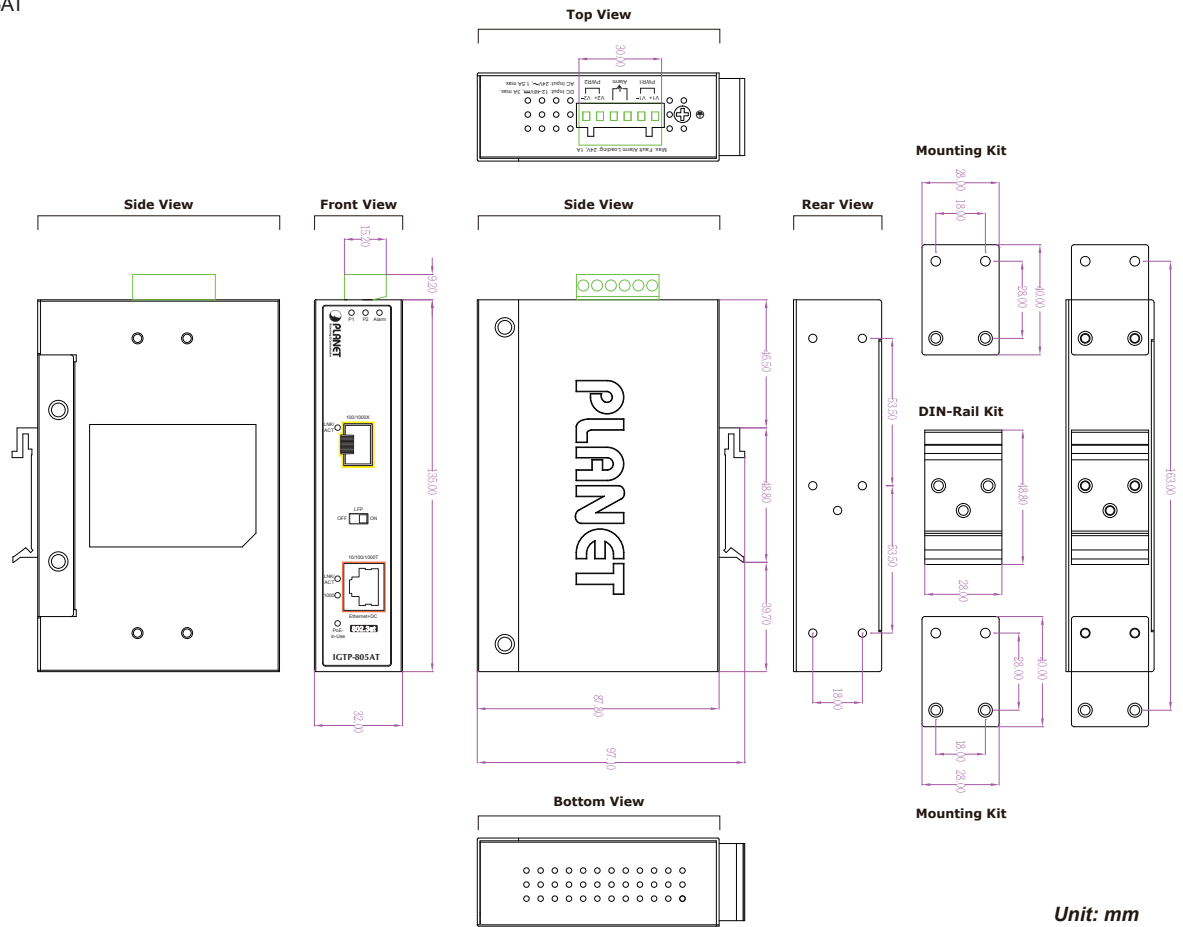 5AT
Top View
30.00
DC Input: 12-48V⎓, 3A max.
AC Input: 24V~, 1.5A max.
PWR2
Alarm
PWR1
V2- V2+
V1- V1+
Max. Fault Alarm Loading: 24V, 1A
Side View
Front View
15.20
9.20
P1 P2 Alarm
PLANET
100/1000X
LNK/
ACT
LFP
OFF ON
10/100/1000T
LNK/
ACT
1000
Ethernet+DC
PoE-
in-Use
802.3at
IGTP-805AT
135.00
32.00
Side View
PLANET
46.50
48.80
39.70
87.80
97.10
Rear View
53.50
53.50
18.00
Mounting Kit
28.00
18.00
28.00
40.00
DIN-Rail Kit
48.80
28.00
28.00
40.00
18.00
28.00
Mounting Kit
163.00
Bottom View
Unit: mm